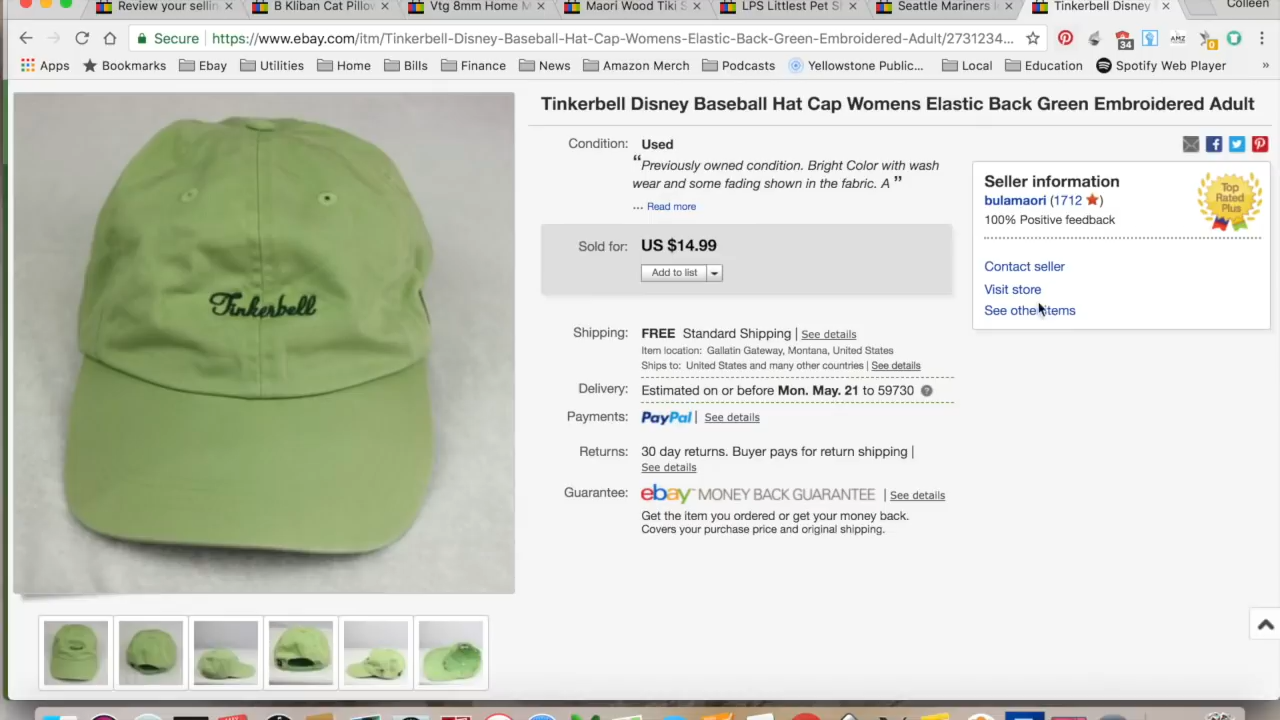 Review your sellin
B Kliban Cat Pillow
Vtg 8mm Home M
Maori Wood Tiki S
LPS Littlest Pet S
Seattle Mariners
Tinkerbell Disney
Colleen
Secure
https://www.ebay.com/itm/Tinkerbell-Disney-Baseball-Hat-Cap-Womens-Elastic-Back-Green-Embroidered-Adult/2731234...
34
AMZ
0
Apps
Bookmarks
Ebay
Utilities
Home
Bills
Finance
News
Amazon Merch
Podcasts
Yellowstone Public...
Local
Education
Spotify Web Player
»
Tinkerbell
Tinkerbell Disney Baseball Hat Cap Womens Elastic Back Green Embroidered Adult
Condition: Used
“Previously owned condition. Bright Color with wash
wear and some fading shown in the fabric. A ”
... Read more
Sold for: US $14.99
Add to list
Shipping: FREE Standard Shipping | See details
Item location: Gallatin Gateway, Montana, United States
Ships to: United States and many other countries | See details
Delivery: Estimated on or before Mon. May. 21 to 59730 ?
Payments: PayPal | See details
Returns: 30 day returns. Buyer pays for return shipping |
See details
Guarantee: ebay MONEY BACK GUARANTEE | See details
Get the item you ordered or get your money back.
Covers your purchase price and original shipping.
Seller information
bulamaori (1712 ★)
100% Positive feedback
Top
Rated
Plus
Contact seller
Visit store
See other items